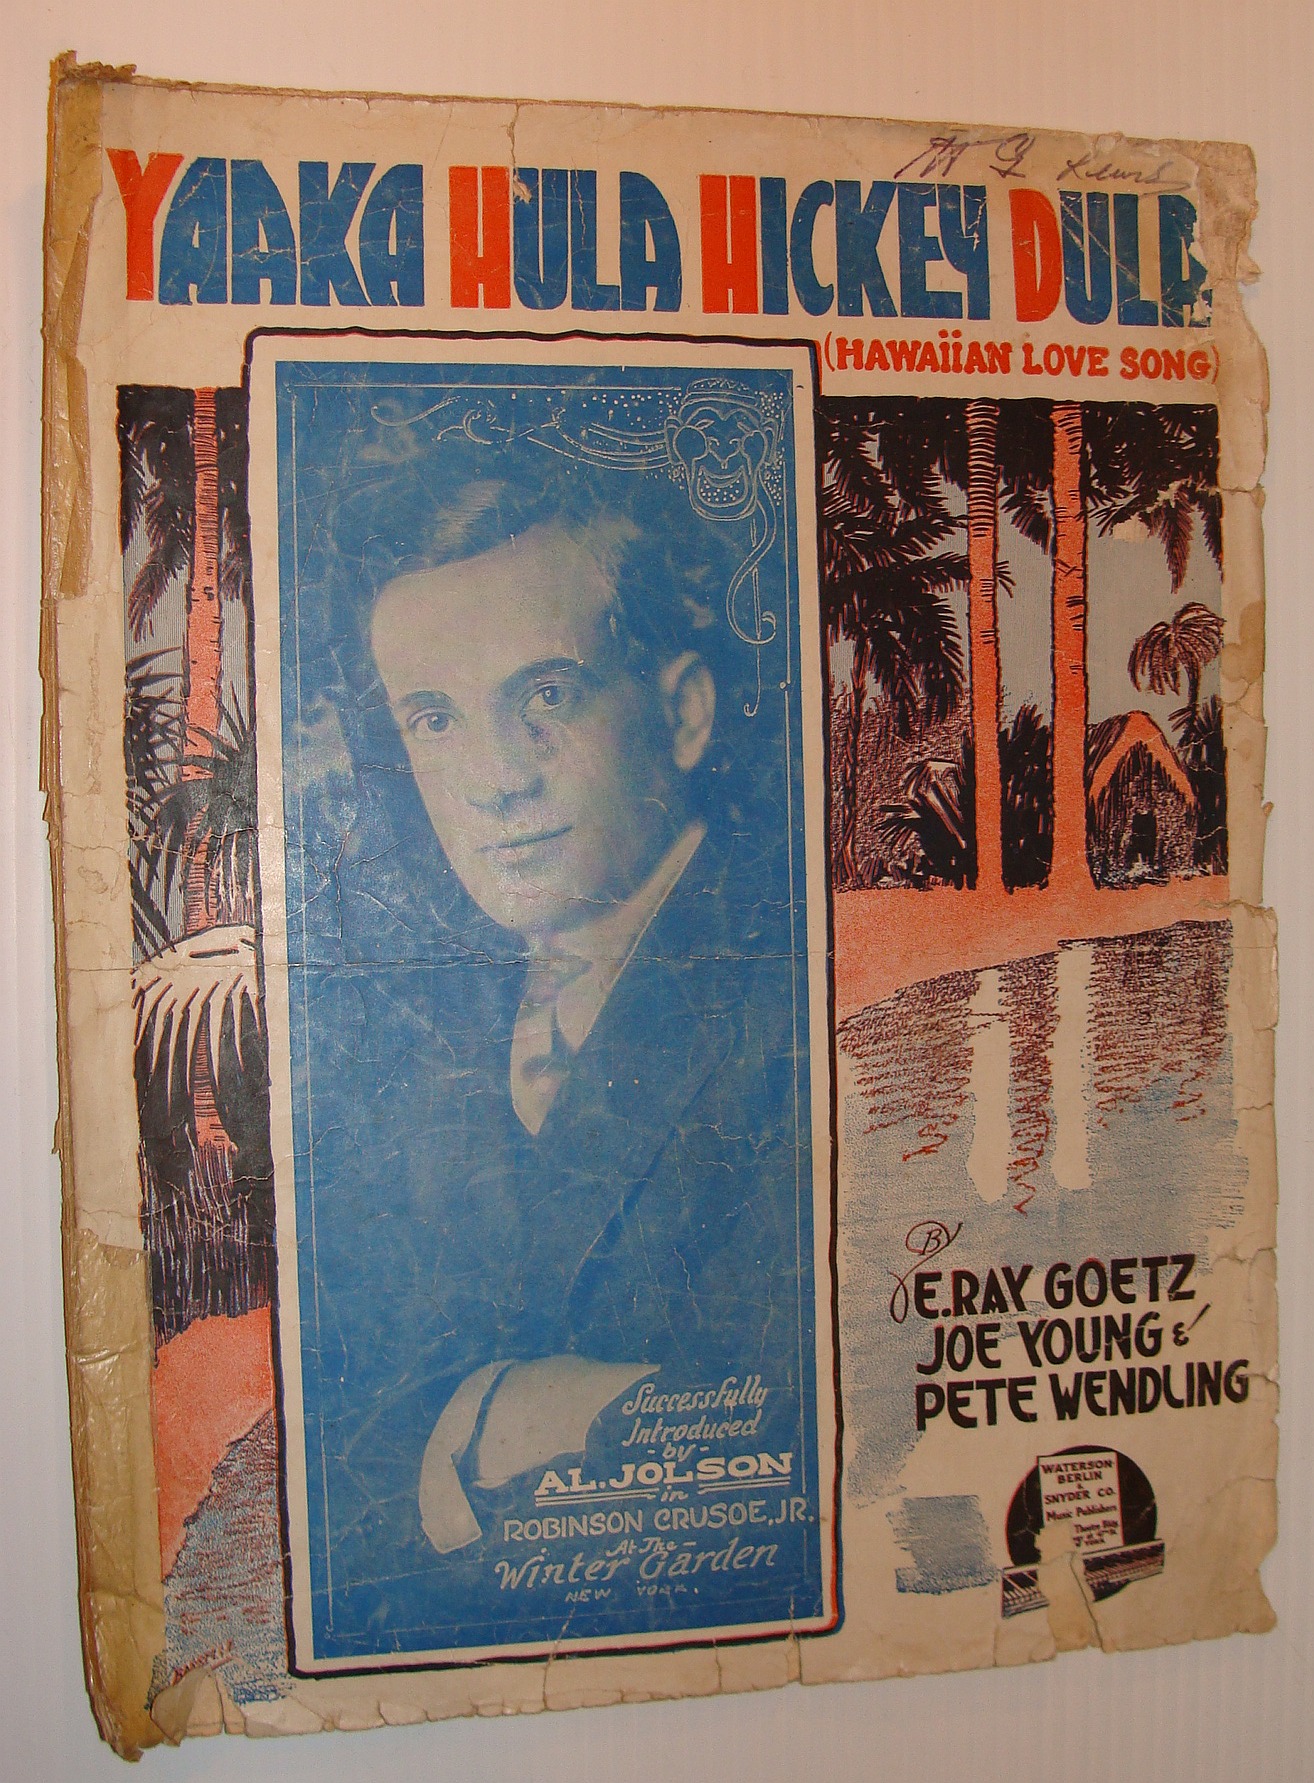 W G Lewis
YAAKA HULA HICKEY DULA
(HAWAIIAN LOVE SONG)
Successfully
Introduced
-by-
AL. JOLSON
in
ROBINSON CRUSOE, JR.
At The
Winter Garden
NEW YORK.
By
E. RAY GOETZ
JOE YOUNG &
PETE WENDLING
WATERSON-
BERLIN
&
SNYDER CO.
Music Publishers